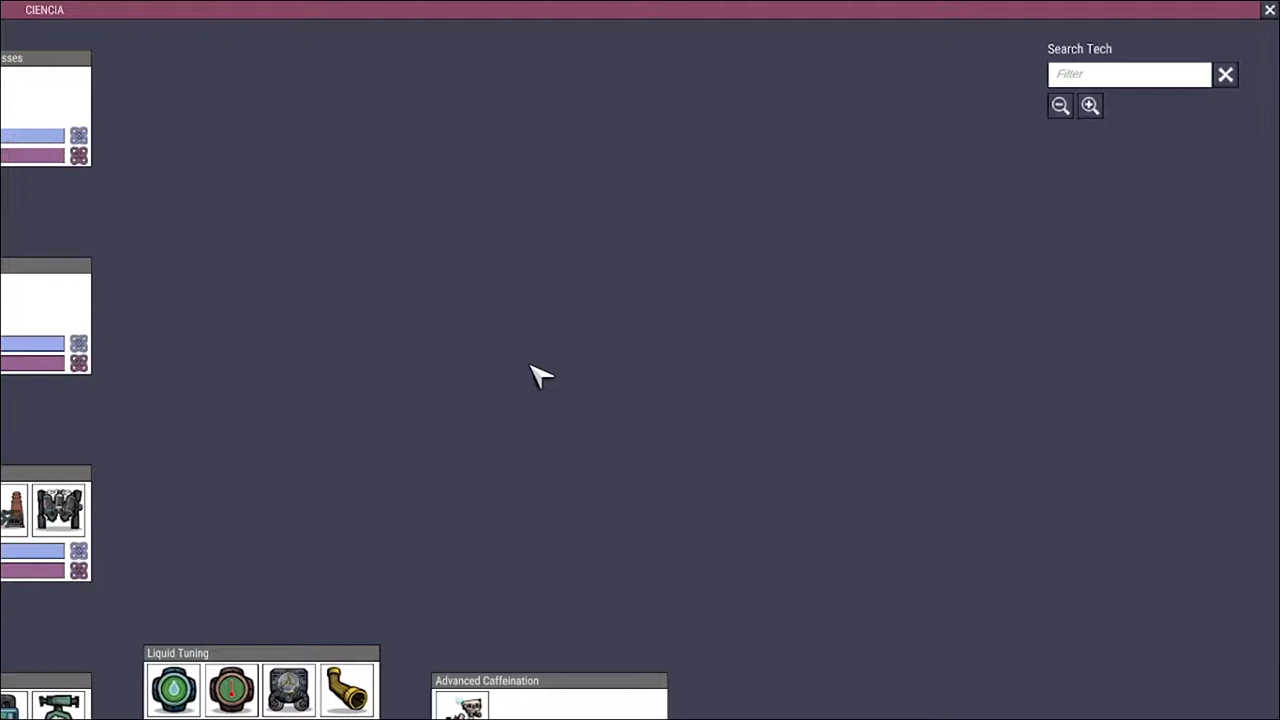 CIENCIA
Search Tech
Filter
sses
Liquid Tuning
Advanced Caffeination